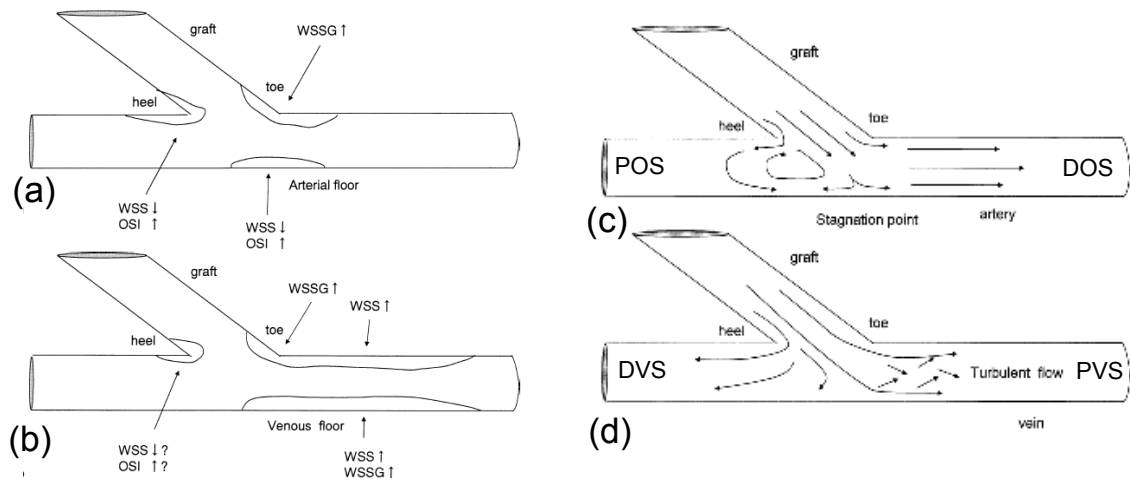 graft
WSSG ↑
toe
heel
(a)
Arterial floor
WSS ↓
OSI ↑
WSS ↓
OSI ↑
graft
WSSG ↑
WSS ↑
toe
heel
(b)
Venous floor
WSS ↓?
OSI ↑?
WSS ↑
WSSG ↑
graft
toe
heel
POS
DOS
(c)
Stagnation point
artery
graft
toe
heel
DVS
Turbulent flow
PVS
(d)
vein